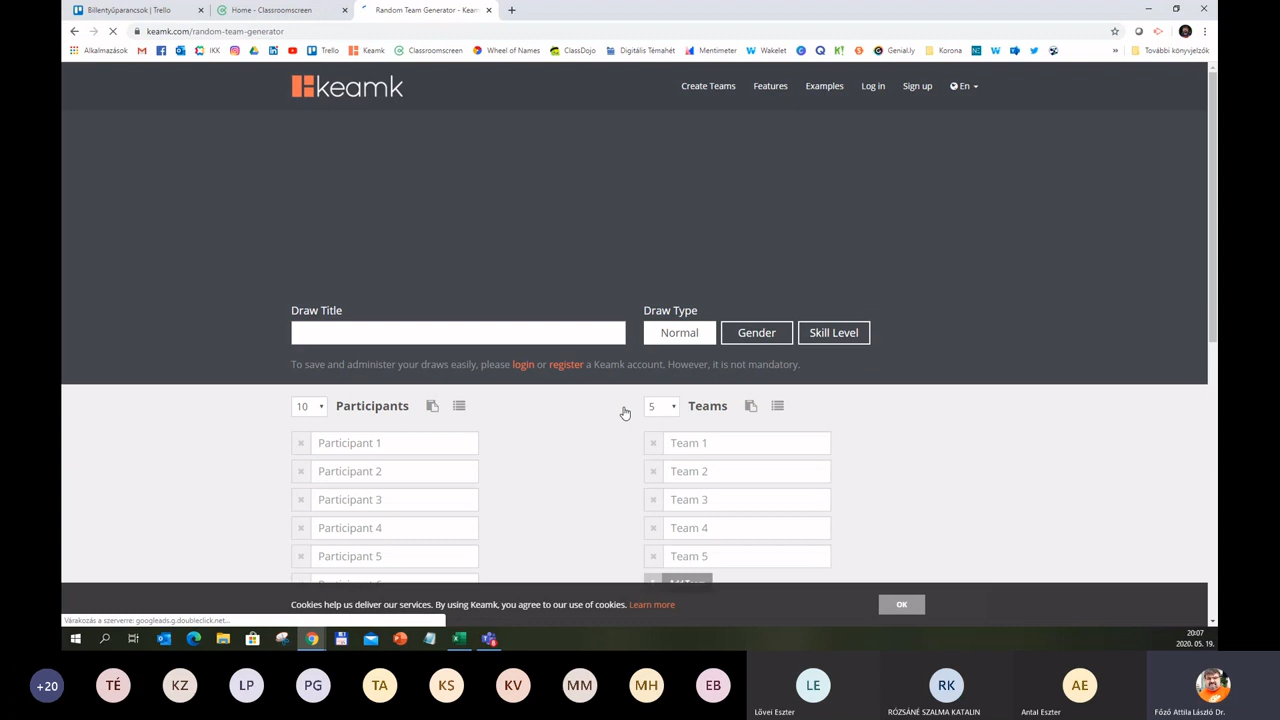 Billentyűparancsok | Trello
Home - Classroomscreen
Random Team Generator - Keam
keamk.com/random-team-generator
Alkalmazások
IKK
Trello
Keamk
Classroomscreen
Wheel of Names
ClassDojo
Digitális Témahét
Mentimeter
Wakelet
Genial.ly
Korona
»
További könyvjelzők
keamk
Create Teams
Features
Examples
Log in
Sign up
En
Draw Title
Draw Type
Normal
Gender
Skill Level
To save and administer your draws easily, please login or register a Keamk account. However, it is not mandatory.
10 Participants
5 Teams
Participant 1
Team 1
Participant 2
Team 2
Participant 3
Team 3
Participant 4
Team 4
Participant 5
Team 5
Cookies help us deliver our services. By using Keamk, you agree to our use of cookies. Learn more
OK
Várakozás a szerverre: googleads.g.doubleclick.net...
20:07
2020. 05. 19.
+20
TÉ
KZ
LP
PG
TA
KS
KV
MM
MH
EB
LE
RK
AE
Lővei Eszter
RÓZSÁNÉ SZALMA KATALIN
Antal Eszter
Főző Attila László Dr.